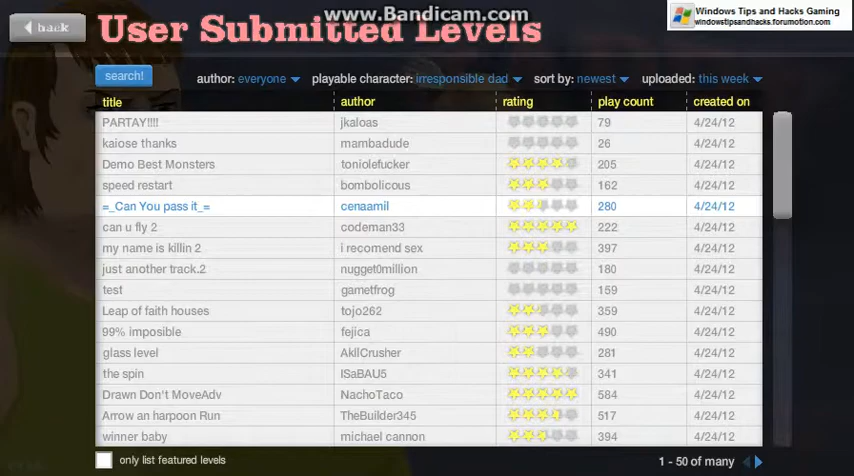 www.Bandicam.com
Windows Tips and Hacks Gaming
windowstipsandhacks.forumotion.com
back
User Submitted Levels
search!
author: everyone playable character: irresponsible dad sort by: newest uploaded: this week
title author rating play count created on
PARTAY!!!! jkaloas 79 4/24/12
kaiose thanks mambadude 26 4/24/12
Demo Best Monsters toniolefucker 205 4/24/12
speed restart bombolicous 162 4/24/12
=_Can You pass it_= cenaamil 280 4/24/12
can u fly 2 codeman33 222 4/24/12
my name is killin 2 i recomend sex 397 4/24/12
just another track.2 nugget0million 180 4/24/12
test gametfrog 159 4/24/12
Leap of faith houses tojo262 359 4/24/12
99% imposible fejica 490 4/24/12
glass level AkllCrusher 281 4/24/12
the spin ISaBAU5 341 4/24/12
Drawn Don't MoveAdv NachoTaco 584 4/24/12
Arrow an harpoon Run TheBuilder345 517 4/24/12
winner baby michael cannon 394 4/24/12
only list featured levels 1 - 50 of many